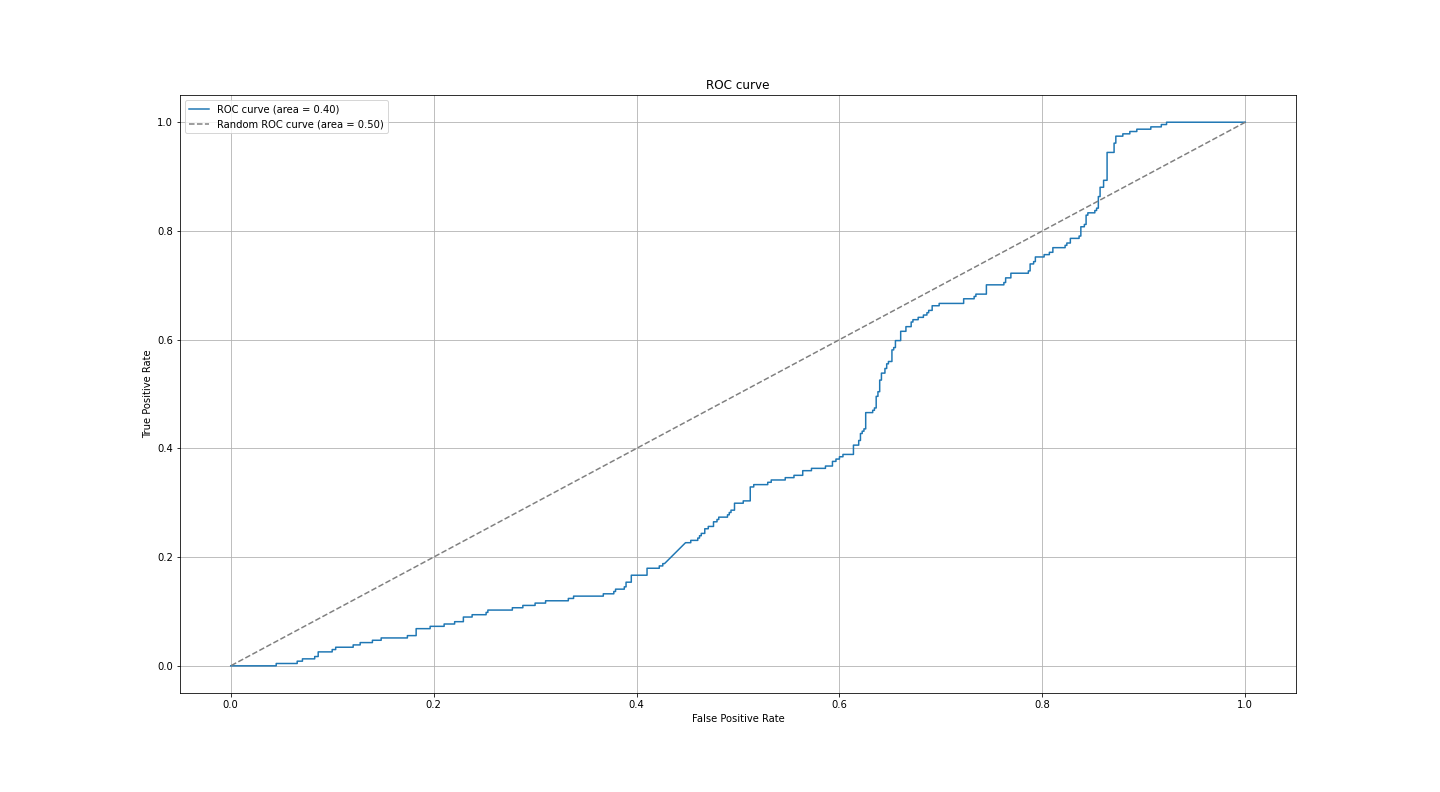 ROC curve
ROC curve (area = 0.40)
Random ROC curve (area = 0.50)
1.0
0.8
0.6
0.4
0.2
0.0
True Positive Rate
0.0 0.2 0.4 0.6 0.8 1.0
False Positive Rate